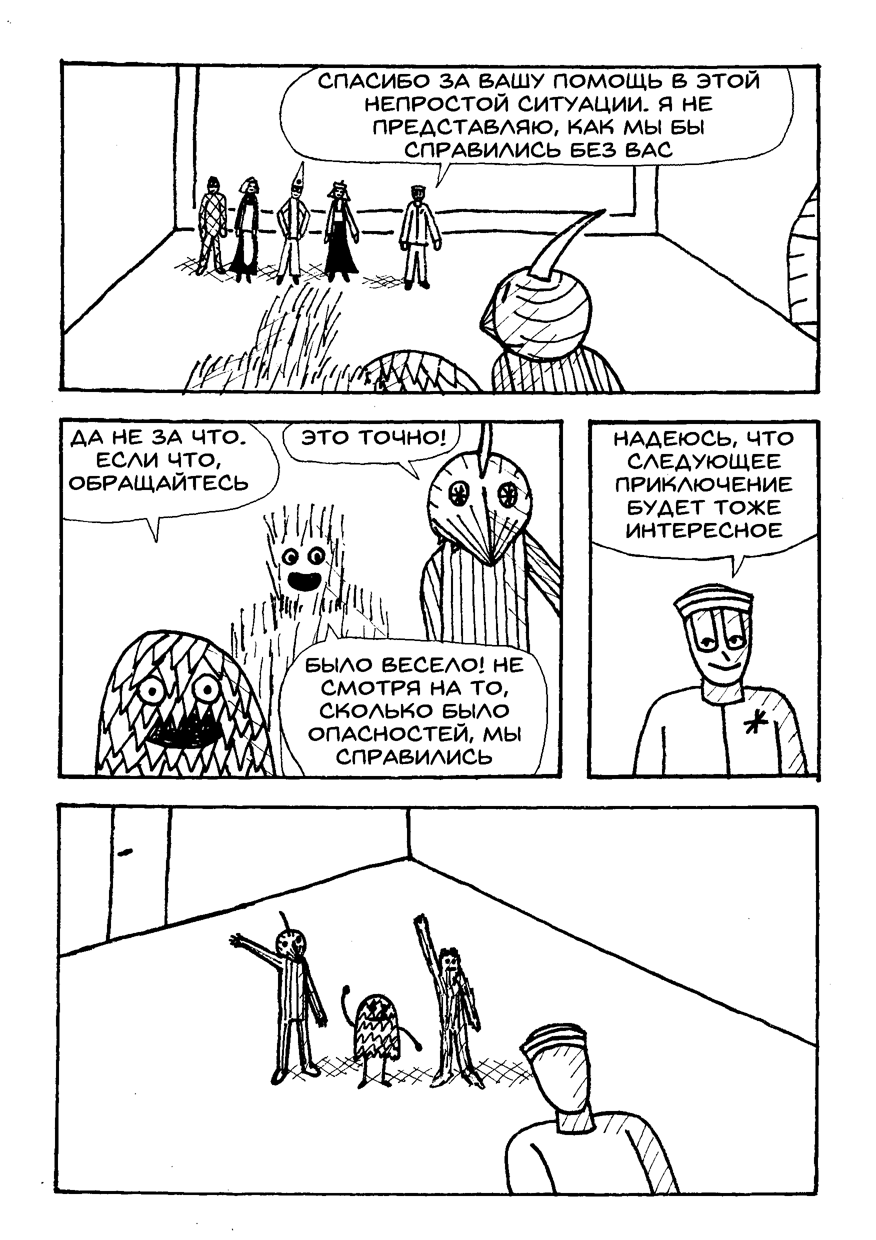 СПАСИБО ЗА ВАШУ ПОМОЩЬ В ЭТОЙ
НЕПРОСТОЙ СИТУАЦИИ. Я НЕ
ПРЕДСТАВЛЯЮ, КАК МЫ БЫ
СПРАВИЛИСЬ БЕЗ ВАС
ДА НЕ ЗА ЧТО.
ЕСЛИ ЧТО,
ОБРАЩАЙТЕСЬ
ЭТО ТОЧНО!
БЫЛО ВЕСЕЛО! НЕ
СМОТРЯ НА ТО,
СКОЛЬКО БЫЛО
ОПАСНОСТЕЙ, МЫ
СПРАВИЛИСЬ
НАДЕЮСЬ, ЧТО
СЛЕДУЮЩЕЕ
ПРИКЛЮЧЕНИЕ
БУДЕТ ТОЖЕ
ИНТЕРЕСНОЕ